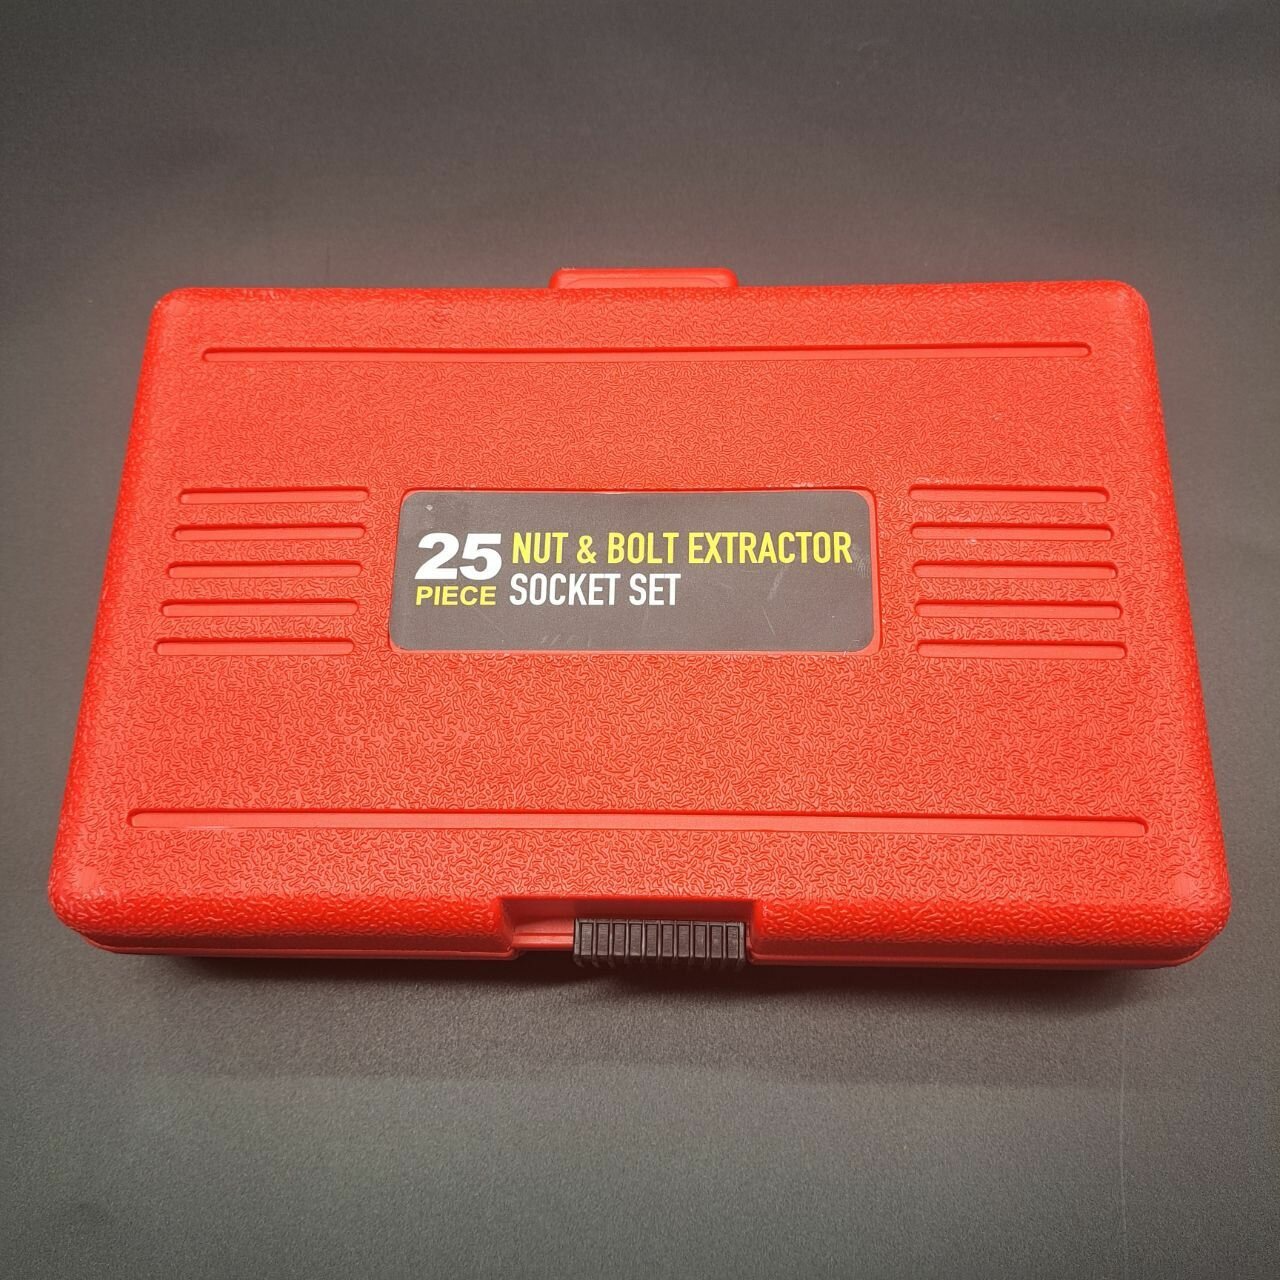 25 NUT & BOLT EXTRACTOR
PIECE SOCKET SET